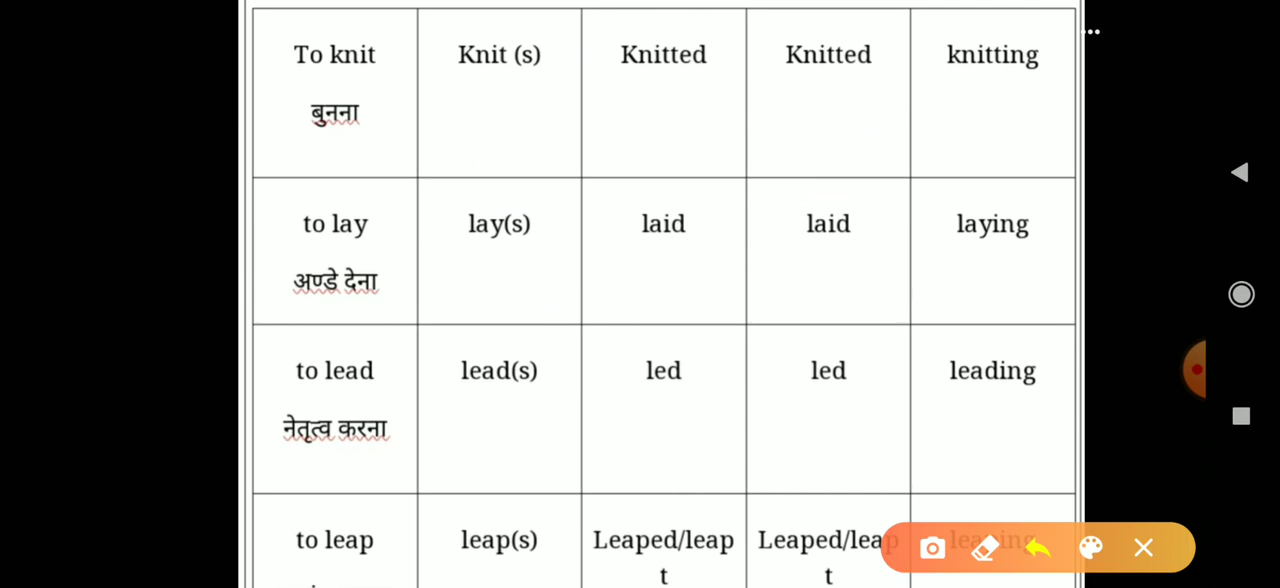 To knit Knit (s) Knitted Knitted knitting
बुनना
to lay lay(s) laid laid laying
अण्डे देना
to lead lead(s) led led leading
नेतृत्व करना
to leap leap(s) Leaped/leap Leaped/leap
t t